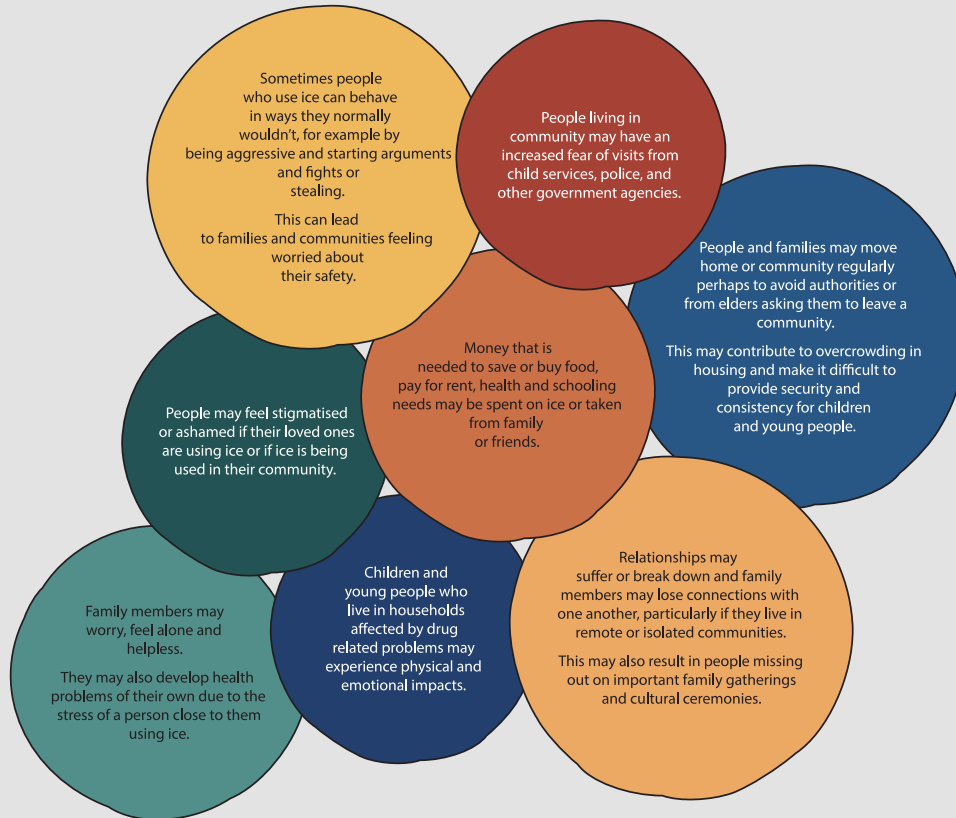 Sometimes people
who use ice can behave
in ways they normally
wouldn't, for example by
being aggressive and starting arguments
and fights or
stealing.
This can lead
to families and communities feeling
worried about
their safety.
People living in
community may have an
increased fear of visits from
child services, police, and
other government agencies.
People and families may move
home or community regularly
perhaps to avoid authorities or
from elders asking them to leave a
community.
This may contribute to overcrowding in
housing and make it difficult to
provide security and
consistency for children
and young people.
Money that is
needed to save or buy food,
pay for rent, health and schooling
needs may be spent on ice or taken
from family
or friends.
People may feel stigmatised
or ashamed if their loved ones
are using ice or if ice is being
used in their community.
Relationships may
suffer or break down and family
members may lose connections with
one another, particularly if they live in
remote or isolated communities.
This may also result in people missing
out on important family gatherings
and cultural ceremonies.
Children and
young people who
live in households
affected by drug
related problems may
experience physical and
emotional impacts.
Family members may
worry, feel alone and
helpless.
They may also develop health
problems of their own due to the
stress of a person close to them
using ice.